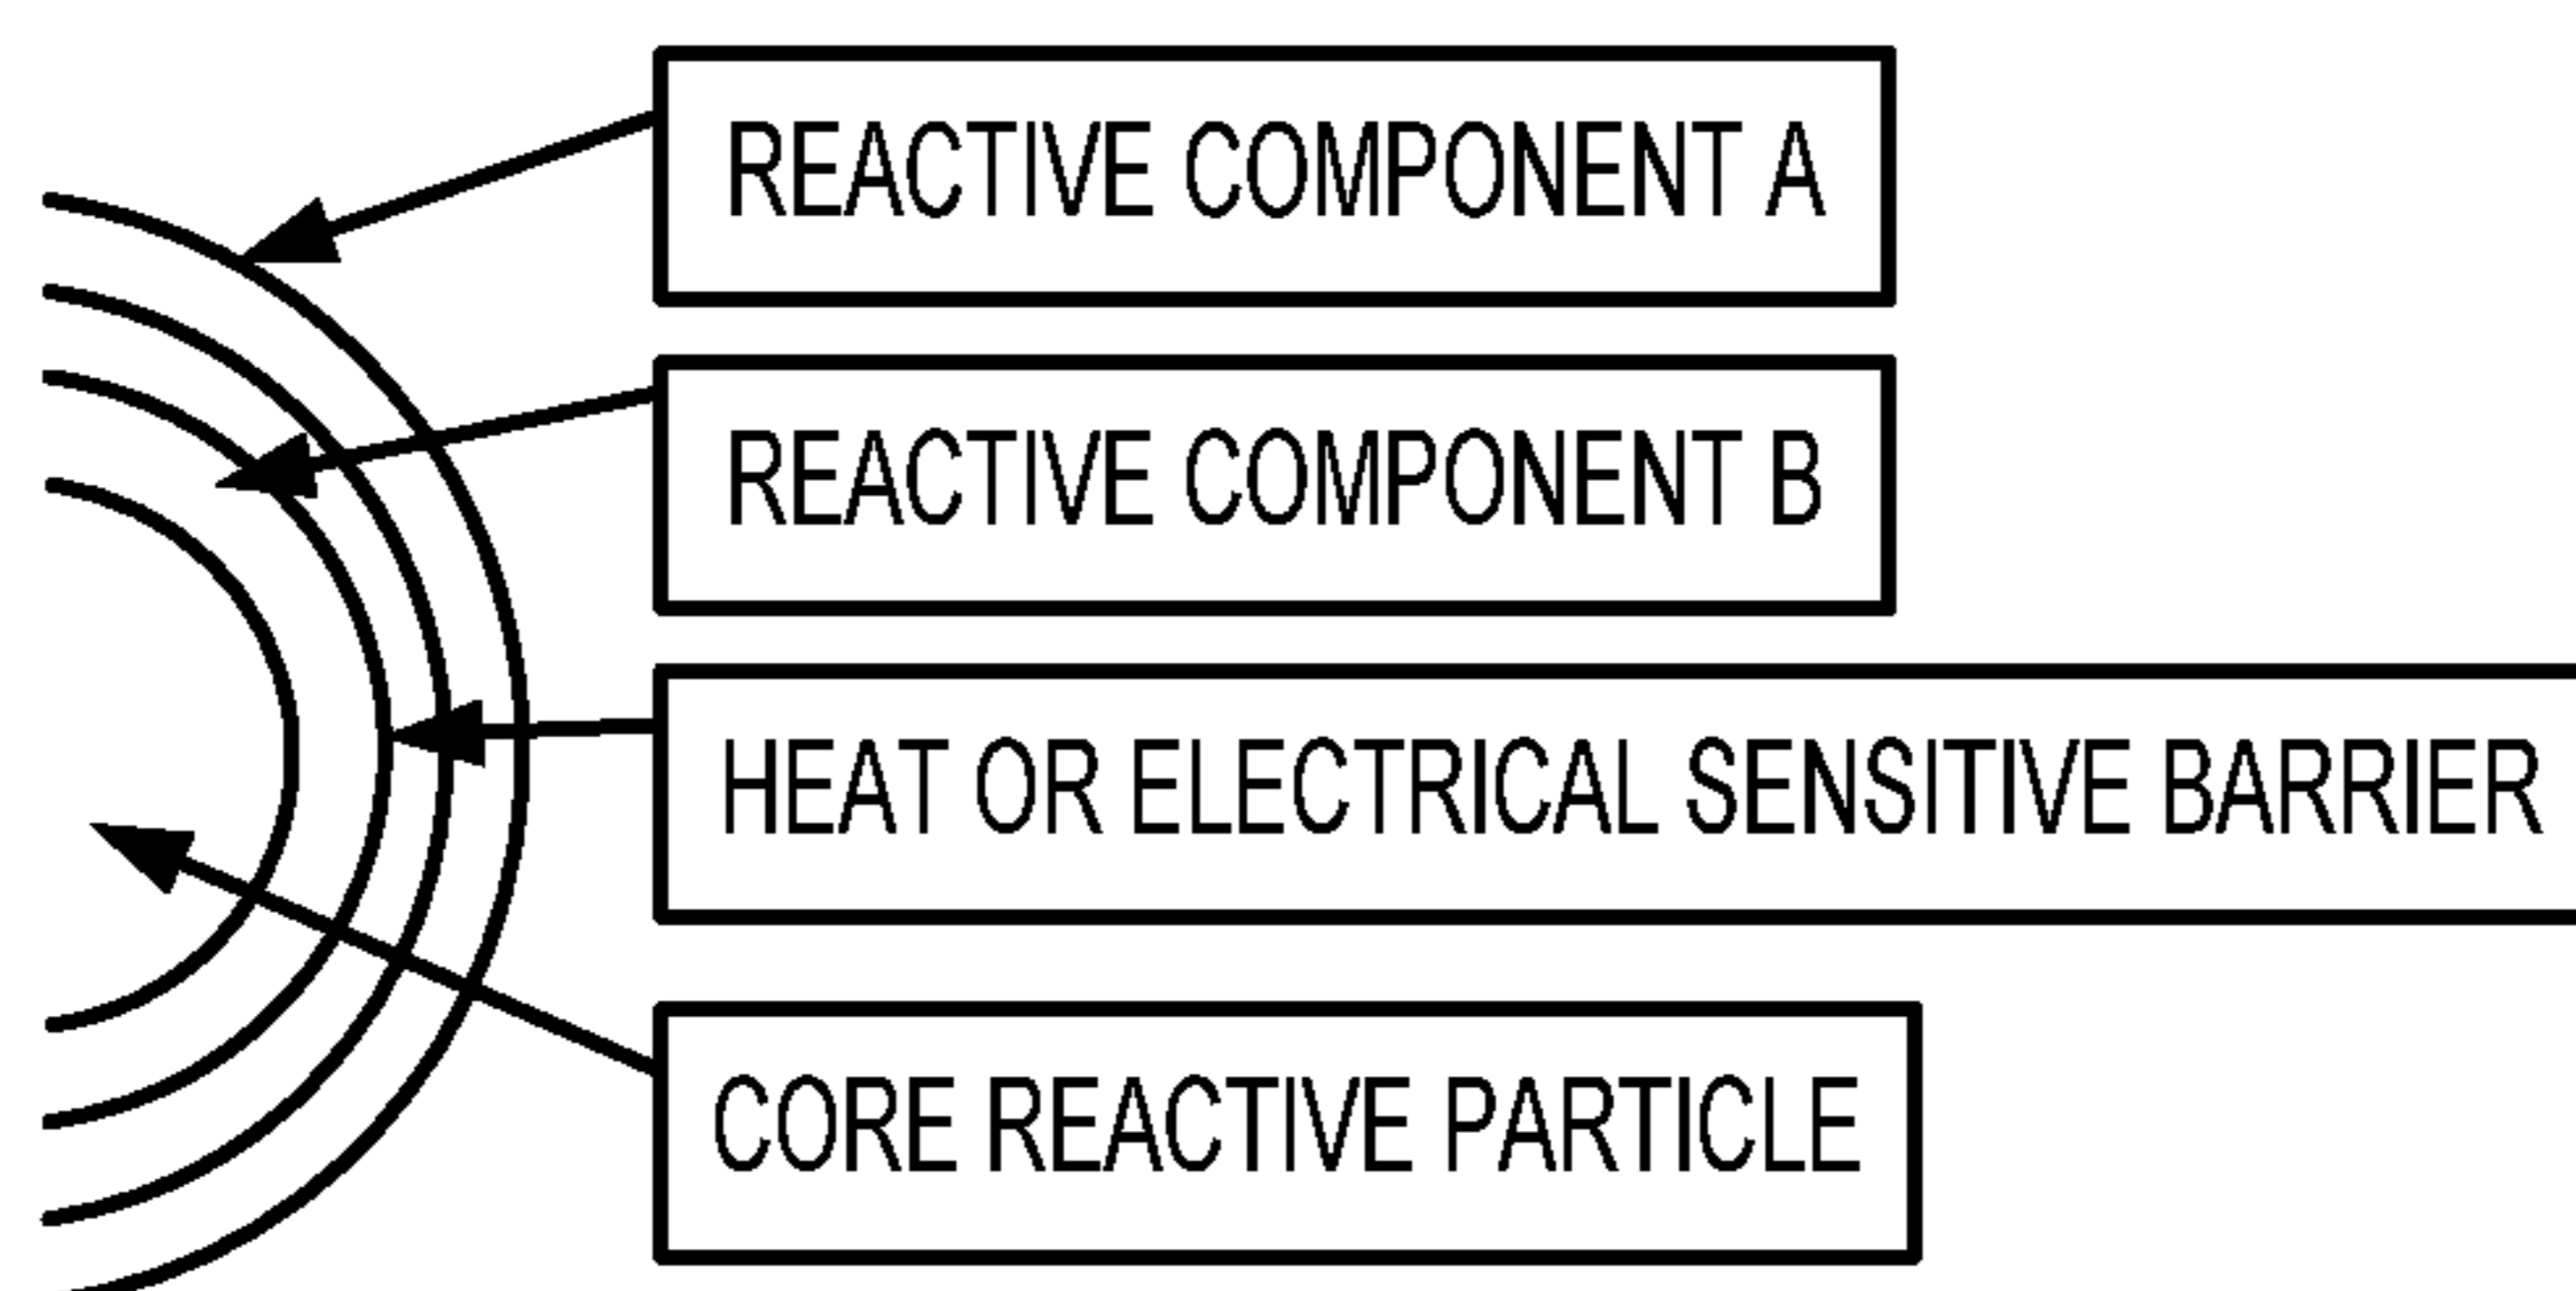 REACTIVE COMPONENT A
REACTIVE COMPONENT B
HEAT OR ELECTRICAL SENSITIVE BARRIER
CORE REACTIVE PARTICLE